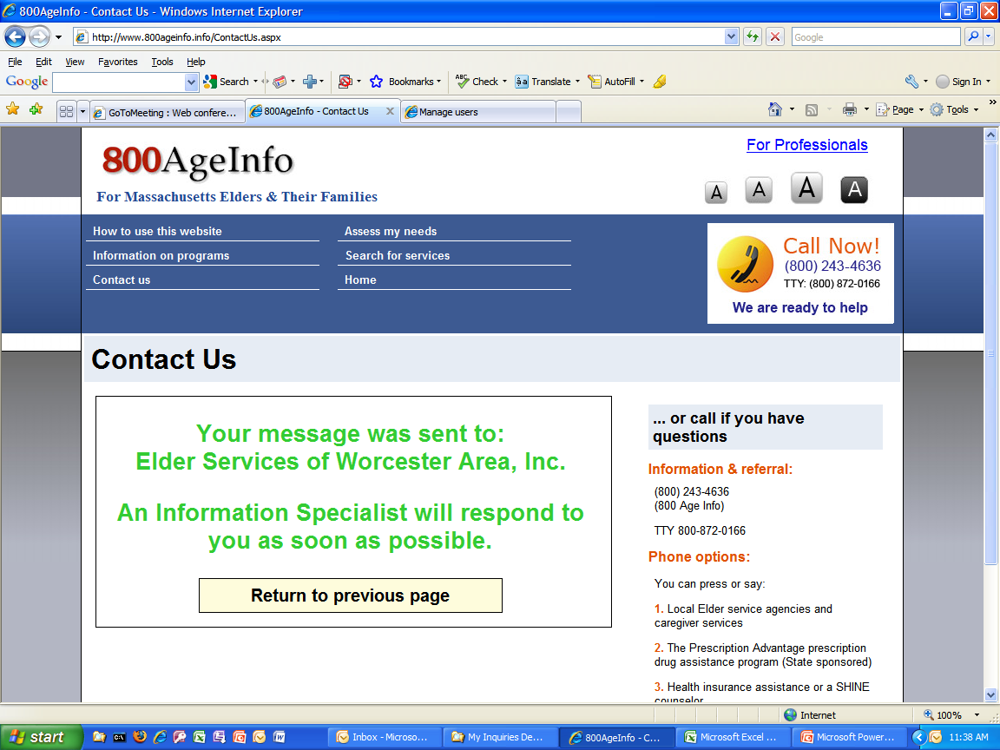 800AgeInfo - Contact Us - Windows Internet Explorer
http://www.800ageinfo.info/ContactUs.aspx
Google
File Edit View Favorites Tools Help
Google Search Bookmarks ABC Check Translate AutoFill Sign In
GoToMeeting : Web confere... 800AgeInfo - Contact Us Manage users Page Tools
800AgeInfo
For Massachusetts Elders & Their Families
For Professionals
A A A A
How to use this website
Assess my needs
Information on programs
Search for services
Contact us
Home
Call Now!
(800) 243-4636
TTY: (800) 872-0166
We are ready to help
Contact Us
Your message was sent to:
Elder Services of Worcester Area, Inc.
An Information Specialist will respond to
you as soon as possible.
Return to previous page
... or call if you have
questions
Information & referral:
(800) 243-4636
(800 Age Info)
TTY 800-872-0166
Phone options:
You can press or say:
1. Local Elder service agencies and
caregiver services
2. The Prescription Advantage prescription
drug assistance program (State sponsored)
3. Health insurance assistance or a SHINE
counselor
Internet 100%
start Inbox - Microso... My Inquiries De... 800AgeInfo - C... Microsoft Excel ... Microsoft Power... 11:38 AM